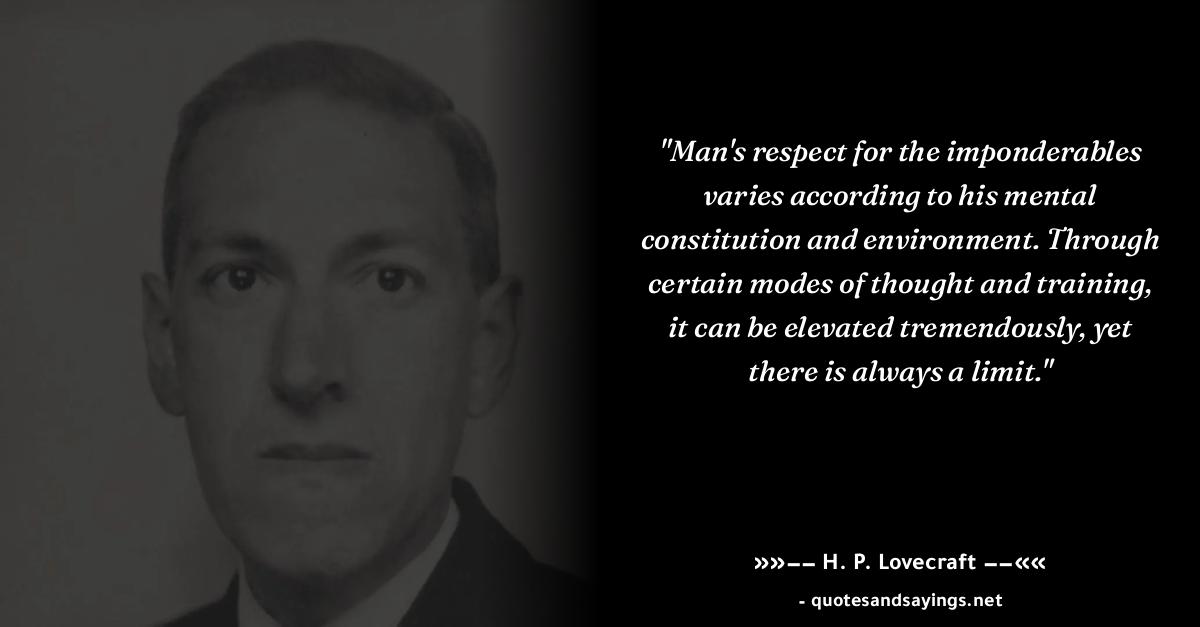 "Man's respect for the imponderables
varies according to his mental
constitution and environment. Through
certain modes of thought and training,
it can be elevated tremendously, yet
there is always a limit."
»»–– H. P. Lovecraft ––««
- quotesandsayings.net